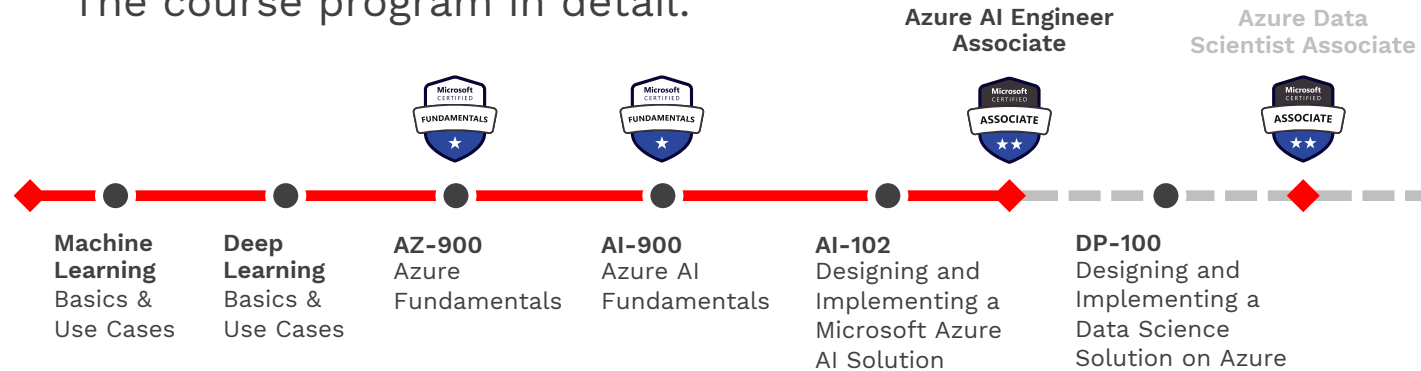 The course program in detail.
Azure AI Engineer
Associate
Azure Data
Scientist Associate
Microsoft
CERTIFIED
FUNDAMENTALS
Microsoft
CERTIFIED
FUNDAMENTALS
Microsoft
CERTIFIED
ASSOCIATE
Microsoft
CERTIFIED
ASSOCIATE
Machine
Learning
Basics &
Use Cases
Deep
Learning
Basics &
Use Cases
AZ-900
Azure
Fundamentals
AI-900
Azure AI
Fundamentals
AI-102
Designing and
Implementing a
Microsoft Azure
AI Solution
DP-100
Designing and
Implementing a
Data Science
Solution on Azure